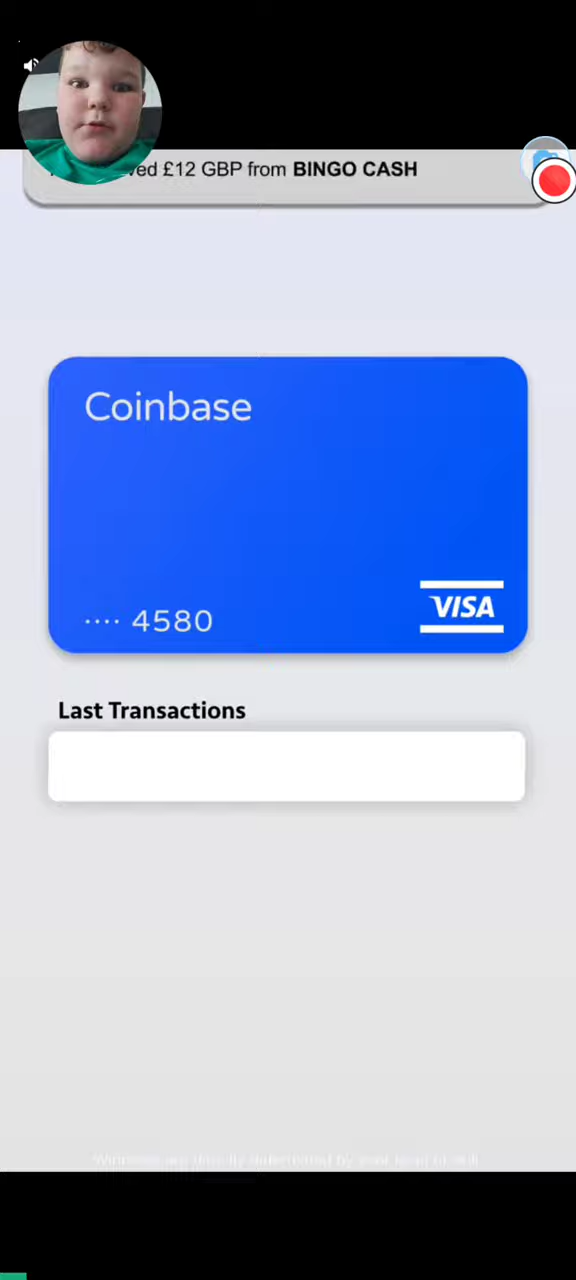 ved £12 GBP from BINGO CASH
Coinbase
···· 4580
VISA
Last Transactions